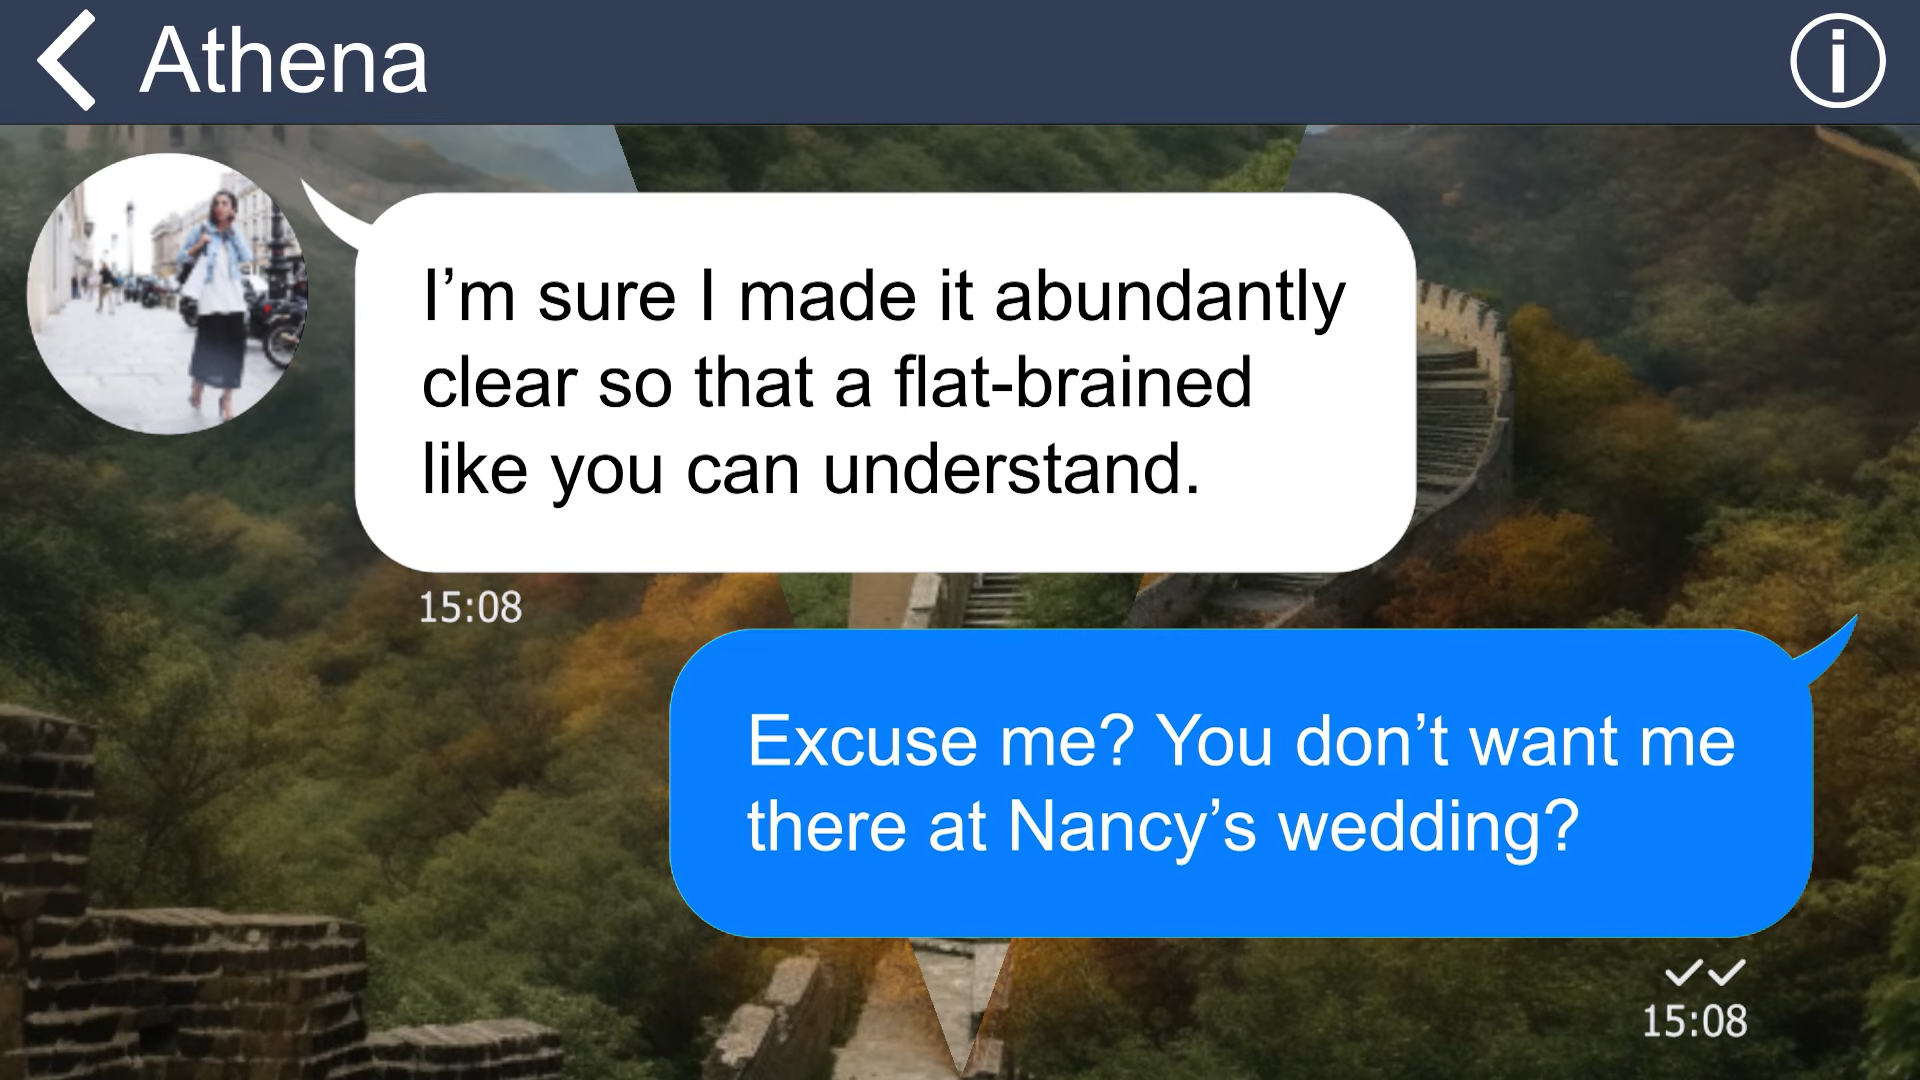 Athena
I’m sure I made it abundantly
clear so that a flat-brained
like you can understand.
15:08
Excuse me? You don’t want me
there at Nancy’s wedding?
15:08